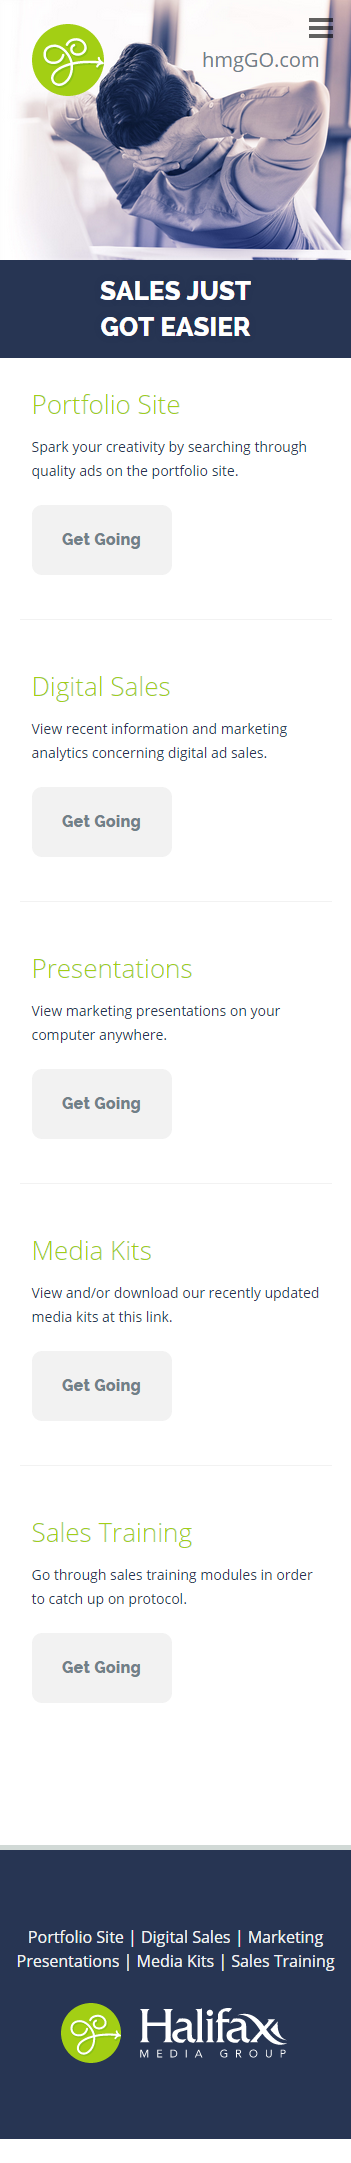 hmgGO.com
SALES JUST
GOT EASIER
Portfolio Site
Spark your creativity by searching through
quality ads on the portfolio site.
Get Going
Digital Sales
View recent information and marketing
analytics concerning digital ad sales.
Get Going
Presentations
View marketing presentations on your
computer anywhere.
Get Going
Media Kits
View and/or download our recently updated
media kits at this link.
Get Going
Sales Training
Go through sales training modules in order
to catch up on protocol.
Get Going
Portfolio Site | Digital Sales | Marketing
Presentations | Media Kits | Sales Training
go
Halifax
MEDIA GROUP